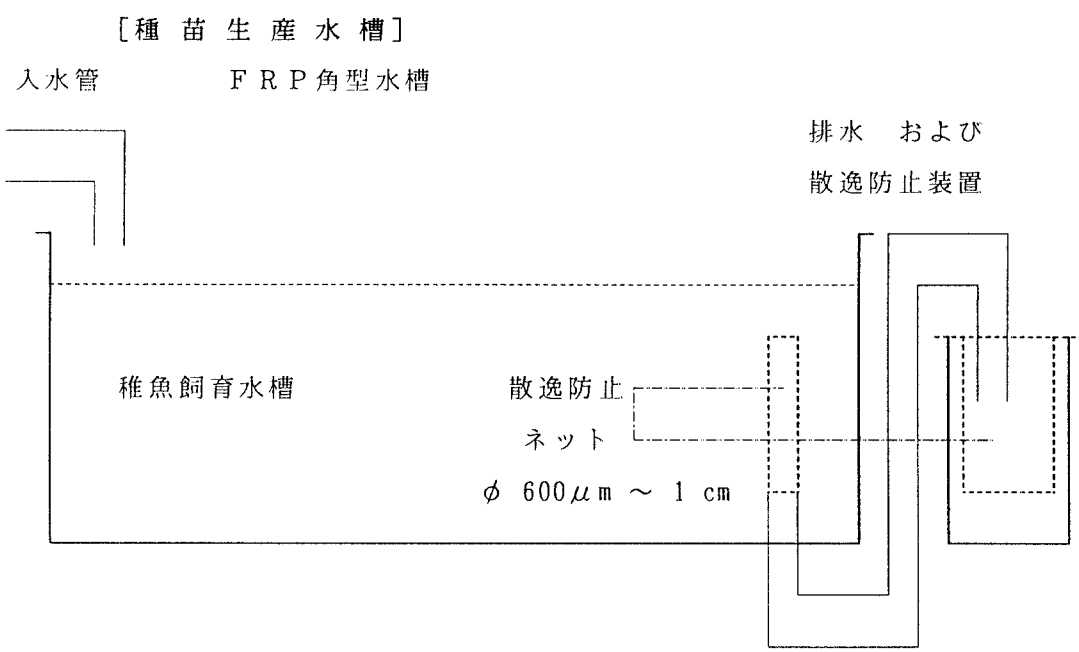 [種苗生産水槽]
入水管 FRP角型水槽
排水 および
散逸防止装置
稚魚飼育水槽
散逸防止
ネット
φ 600μm ～ 1 cm